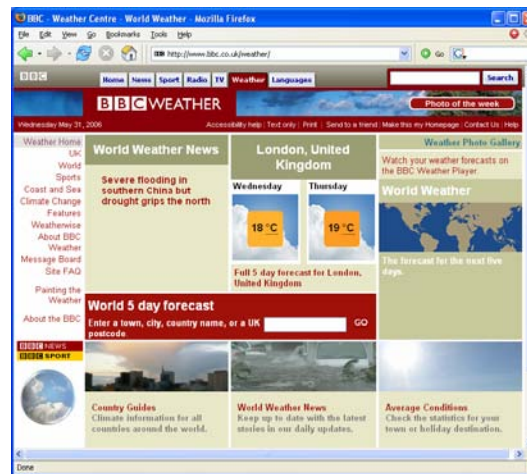 BBC - Weather Centre - World Weather - Mozilla Firefox
File Edit View Go Bookmarks Tools Help
http://www.bbc.co.uk/weather/ Go
BBC Home News Sport Radio TV Weather Languages Search
BBC WEATHER Photo of the week
Wednesday May 31, 2006 Accessibility help | Text only | Print | Send to a friend | Make this my Homepage | Contact Us | Help
Weather Home
UK
World
Sports
Coast and Sea
Climate Change
Features
Weatherwise
About BBC
Weather
Message Board
Site FAQ
Painting the
Weather
About the BBC
BBC NEWS
BBC SPORT
World Weather News
Severe flooding in
southern China but
drought grips the north
London, United
Kingdom
Wednesday Thursday
18 °C 19 °C
Full 5 day forecast for London,
United Kingdom
Weather Photo Gallery
Watch your weather forecasts on
the BBC Weather Player.
World Weather
The forecast for the next five
days.
World 5 day forecast
Enter a town, city, country name, or a UK
postcode. GO
Country Guides
Climate information for all
countries around the world.
World Weather News
Keep up to date with the latest
stories in our daily updates.
Average Conditions
Check the statistics for your
town or holiday destination.
Done